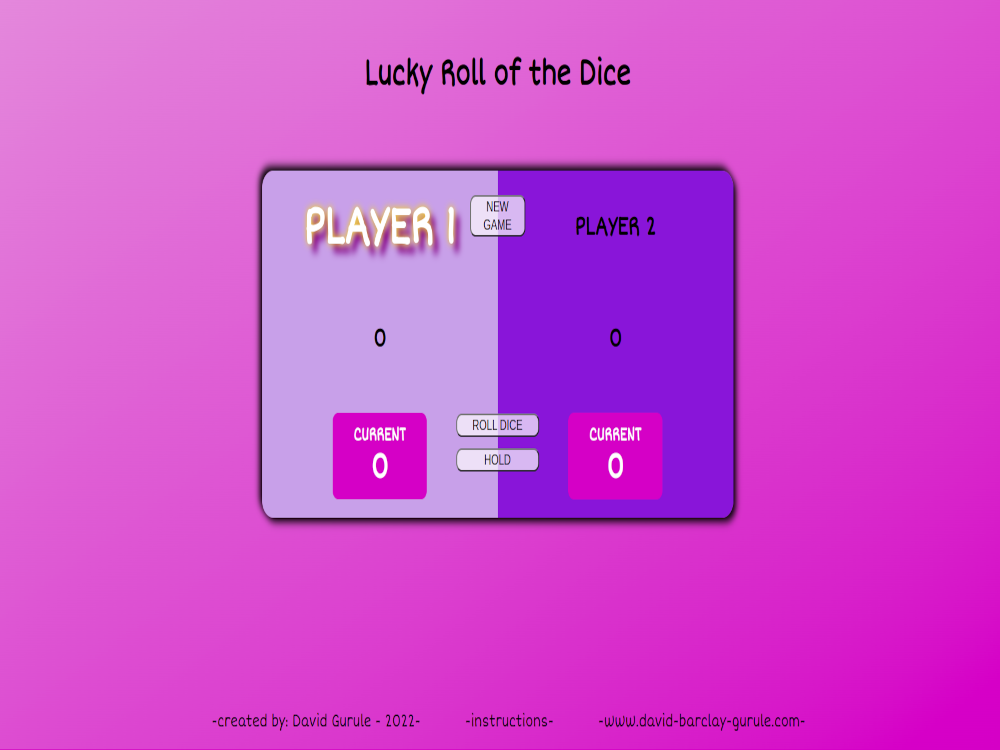 Lucky Roll of the Dice
PLAYER 1
NEW
GAME
PLAYER 2
0
0
CURRENT
0
ROLL DICE
HOLD
CURRENT
0
-created by: David Gurule - 2022-
-instructions-
-www.david-barclay-gurule.com-